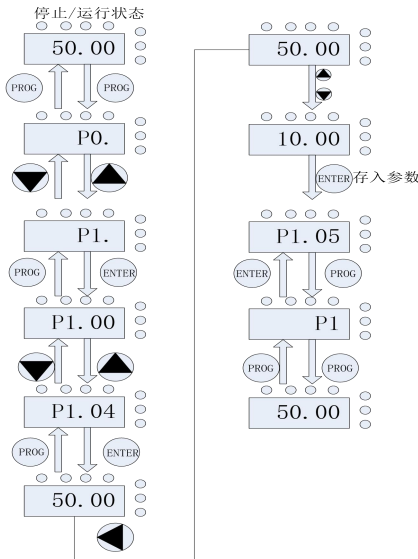 停止/运行状态
50.00
PROG
PROG
P0.
P1.
PROG
ENTER
P1.00
P1.04
PROG
ENTER
50.00
50.00
10.00
ENTER 存入参数
P1.05
ENTER
PROG
P1
PROG
PROG
50.00